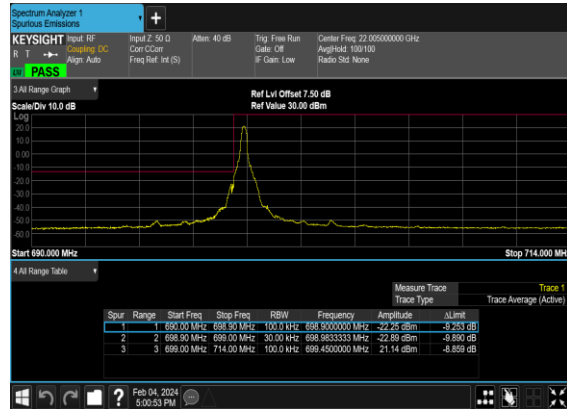 Spectrum Analyzer 1
Spurious Emissions
KEYSIGHT Input: RF Input Z: 50 Ω Atten: 40 dB Trig: Free Run Center Freq: 22.005000000 GHz
R T Coupling: DC Corr CCorr Gate: Off Avg|Hold: 100/100
Align: Auto Freq Ref: Int (S) IF Gain: Low Radio Std: None
PASS
3 All Range Graph
Ref Lvl Offset 7.50 dB
Scale/Div 10.0 dB Ref Value 30.00 dBm
Log
20.0
10.0
0.00
-10.0
-20.0
-30.0
-40.0
-50.0
-60.0
Start 690.000 MHz Stop 714.000 MH
4 All Range Table
Measure Trace Trace 1
Trace Type Trace Average (Active)
Spur Range Start Freq Stop Freq RBW Frequency Amplitude ΔLimit
1 1 690.00 MHz 698.90 MHz 100.0 kHz 698.9000000 MHz -22.25 dBm -9.253 dB
2 2 698.90 MHz 699.00 MHz 30.00 kHz 698.9833333 MHz -22.89 dBm -9.890 dB
3 3 699.00 MHz 714.00 MHz 100.0 kHz 699.4500000 MHz 21.14 dBm -8.859 dB
? Feb 04, 2024
5:00:53 PM